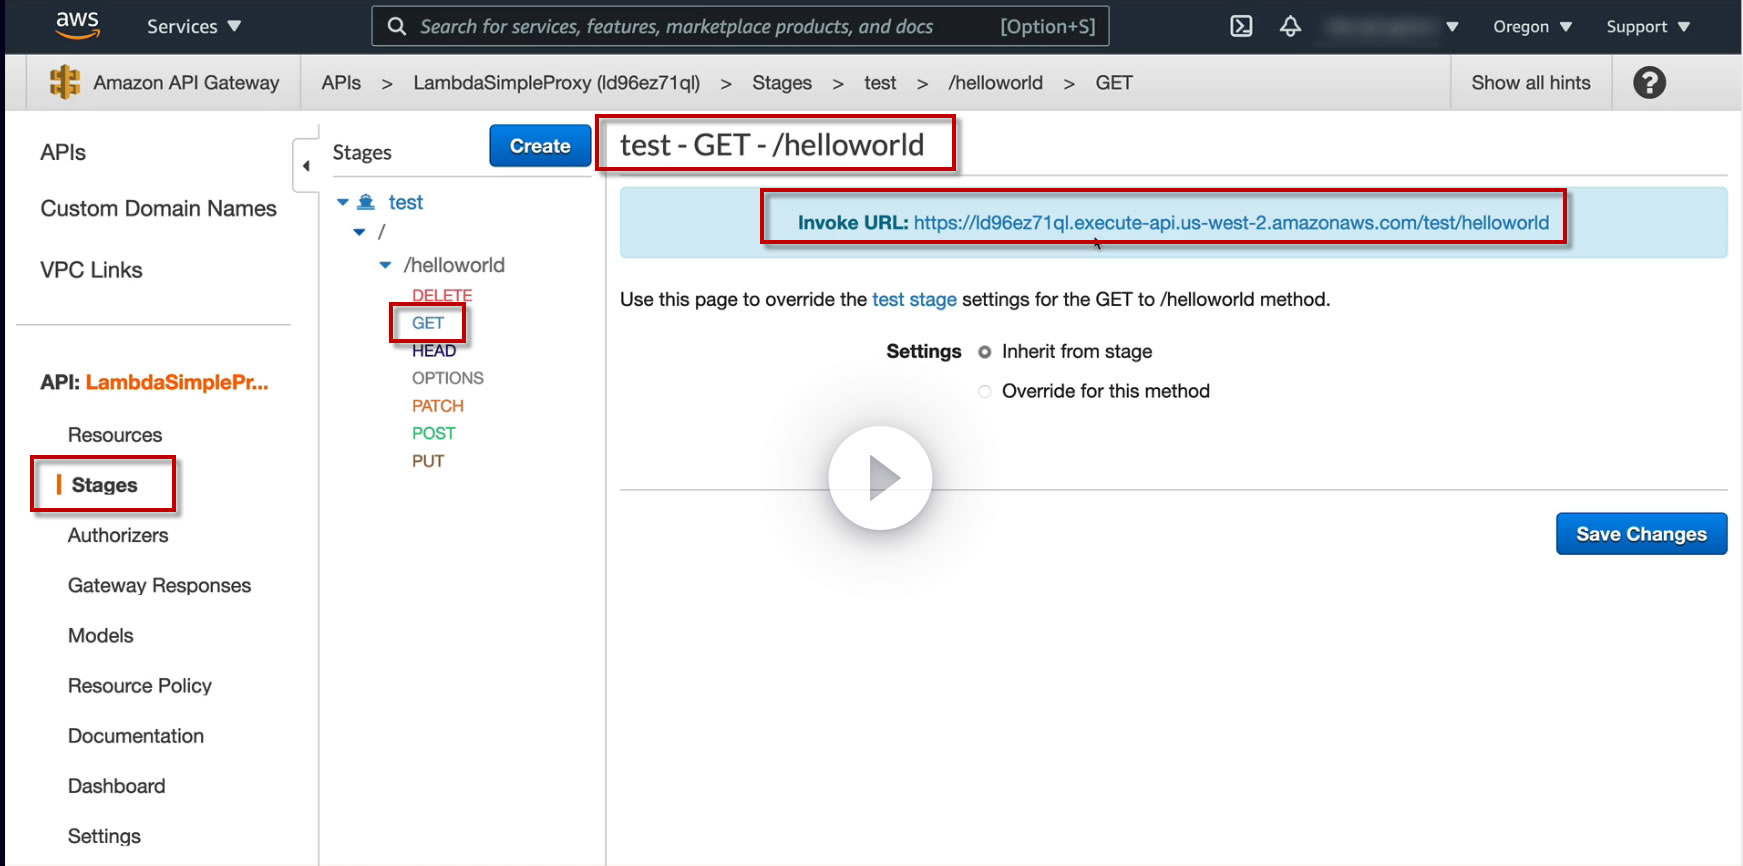 aws Services Search for services, features, marketplace products, and docs [Option+S] Oregon Support
Amazon API Gateway APIs > LambdaSimpleProxy (ld96ez71ql) > Stages > test > /helloworld > GET Show all hints ?
APIs
Custom Domain Names
VPC Links
API: LambdaSimplePr...
Resources
Stages
Authorizers
Gateway Responses
Models
Resource Policy
Documentation
Dashboard
Settings
Stages Create
test
/
/helloworld
DELETE
GET
HEAD
OPTIONS
PATCH
POST
PUT
test - GET - /helloworld
Invoke URL: https://ld96ez71ql.execute-api.us-west-2.amazonaws.com/test/helloworld
Use this page to override the test stage settings for the GET to /helloworld method.
Settings Inherit from stage
Override for this method
Save Changes